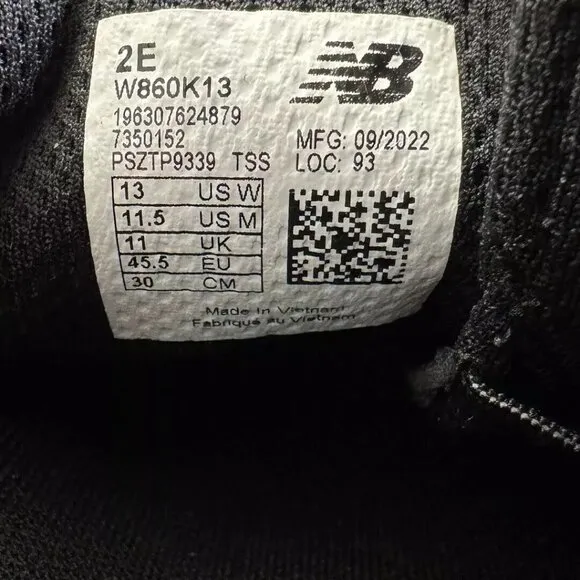 2E
W860K13
196307624879
7350152
PSZTP9339 TSS
NB
MFG: 09/2022
LOC: 93
13 US W
11.5 US M
11 UK
45.5 EU
30 CM
Made in Vietnam
Fabriqué au Vietnam